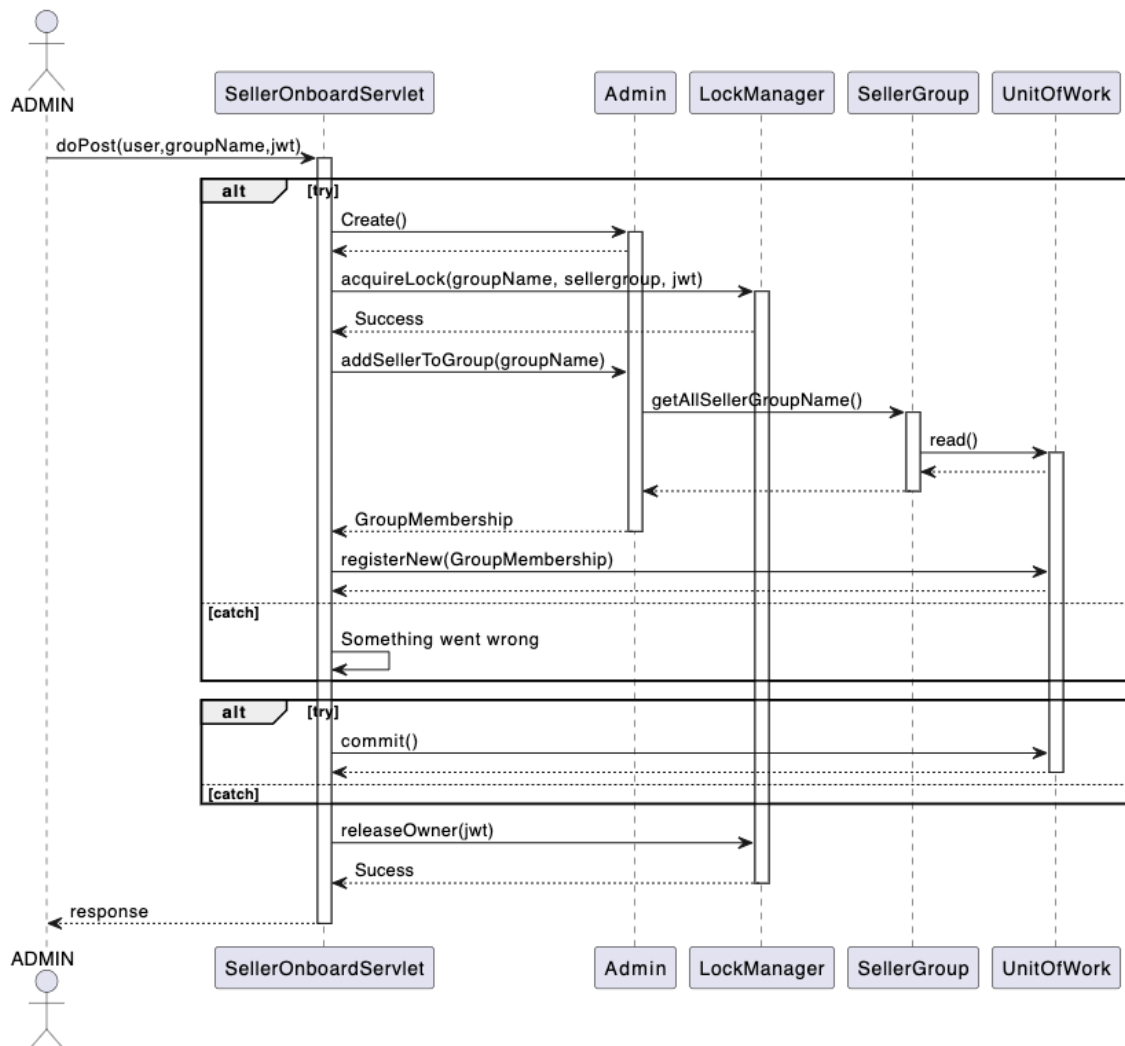 ADMIN
SellerOnboardServlet
Admin
LockManager
SellerGroup
UnitOfWork
doPost(user,groupName,jwt)
alt
[try]
Create()
acquireLock(groupName, sellergroup, jwt)
Success
addSellerToGroup(groupName)
getAllSellerGroupName()
read()
GroupMembership
registerNew(GroupMembership)
[catch]
Something went wrong
alt
[try]
commit()
[catch]
releaseOwner(jwt)
Sucess
response
ADMIN
SellerOnboardServlet
Admin
LockManager
SellerGroup
UnitOfWork